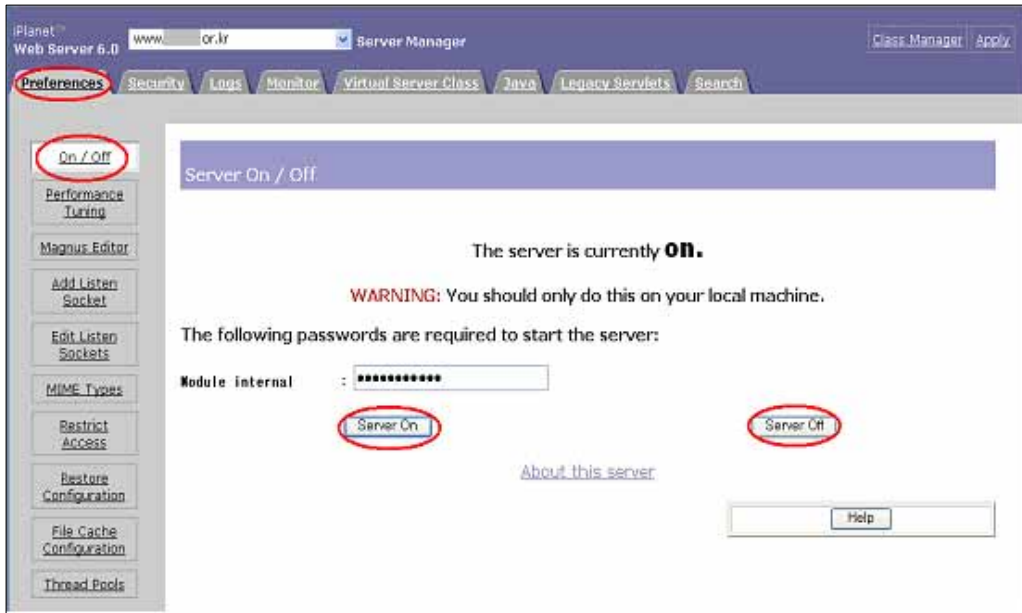 iPlanet™
Web Server 6.0
www. or.kr
Server Manager
Class Manager
Apply
Preferences
Security
Logs
Monitor
Virtual Server Class
Java
Legacy Servlets
Search
On / Off
Performance
Tuning
Magnus Editor
Add Listen
Socket
Edit Listen
Sockets
MIME Types
Restrict
Access
Restore
Configuration
File Cache
Configuration
Thread Pools
Server On / Off
The server is currently on.
WARNING: You should only do this on your local machine.
The following passwords are required to start the server:
Module internal : •••••••••••
Server On
Server Off
About this server
Help